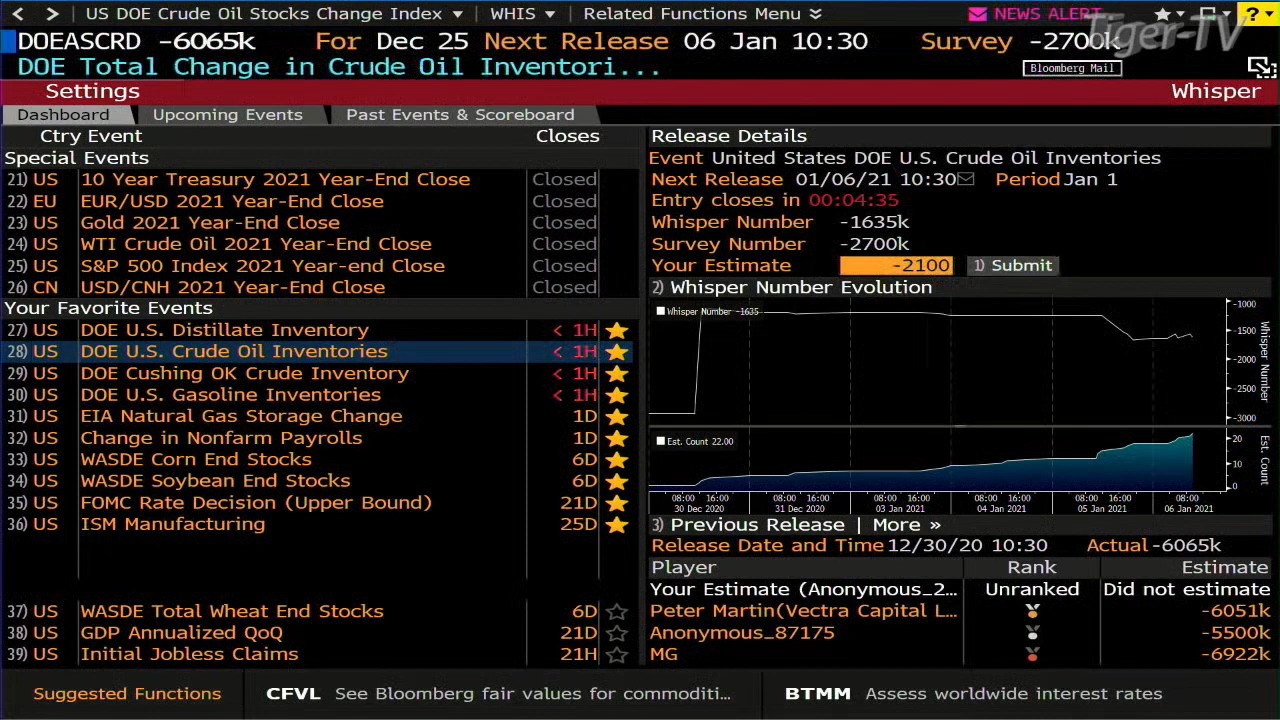 < > US DOE Crude Oil Stocks Change Index WHIS Related Functions Menu NEWS ALERT ?
Tiger-TV
DOEASCRD -6065k For Dec 25 Next Release 06 Jan 10:30 Survey -2700k
DOE Total Change in Crude Oil Inventori... Bloomberg Mail
Settings Whisper
Dashboard Upcoming Events Past Events & Scoreboard
Ctry Event Closes
Special Events
21) US 10 Year Treasury 2021 Year-End Close Closed
22) EU EUR/USD 2021 Year-End Close Closed
23) US Gold 2021 Year-End Close Closed
24) US WTI Crude Oil 2021 Year-End Close Closed
25) US S&P 500 Index 2021 Year-end Close Closed
26) CN USD/CNH 2021 Year-End Close Closed
Your Favorite Events
27) US DOE U.S. Distillate Inventory < 1H
28) US DOE U.S. Crude Oil Inventories < 1H
29) US DOE Cushing OK Crude Inventory < 1H
30) US DOE U.S. Gasoline Inventories < 1H
31) US EIA Natural Gas Storage Change 1D
32) US Change in Nonfarm Payrolls 1D
33) US WASDE Corn End Stocks 6D
34) US WASDE Soybean End Stocks 6D
35) US FOMC Rate Decision (Upper Bound) 21D
36) US ISM Manufacturing 25D
37) US WASDE Total Wheat End Stocks 6D
38) US GDP Annualized QoQ 21D
39) US Initial Jobless Claims 21H
Release Details
Event United States DOE U.S. Crude Oil Inventories
Next Release 01/06/21 10:30 Period Jan 1
Entry closes in 00:04:35
Whisper Number -1635k
Survey Number -2700k
Your Estimate -2100 1) Submit
2) Whisper Number Evolution
Whisper Number -1635
-1000
-1500
-2000
-2500
-3000
Whisper Number
Est. Count 22.00
20
10
0
Est. Count
08:00 16:00 08:00 16:00 08:00 16:00 08:00 16:00 08:00 16:00 08:00
30 Dec 2020 31 Dec 2020 03 Jan 2021 04 Jan 2021 05 Jan 2021 06 Jan 2021
3) Previous Release | More »
Release Date and Time 12/30/20 10:30 Actual -6065k
Player Rank Estimate
Your Estimate (Anonymous_2... Unranked Did not estimate
Peter Martin(Vectra Capital L... -6051k
Anonymous_87175 -5500k
MG -6922k
Suggested Functions CFVL See Bloomberg fair values for commoditi... BTMM Assess worldwide interest rates